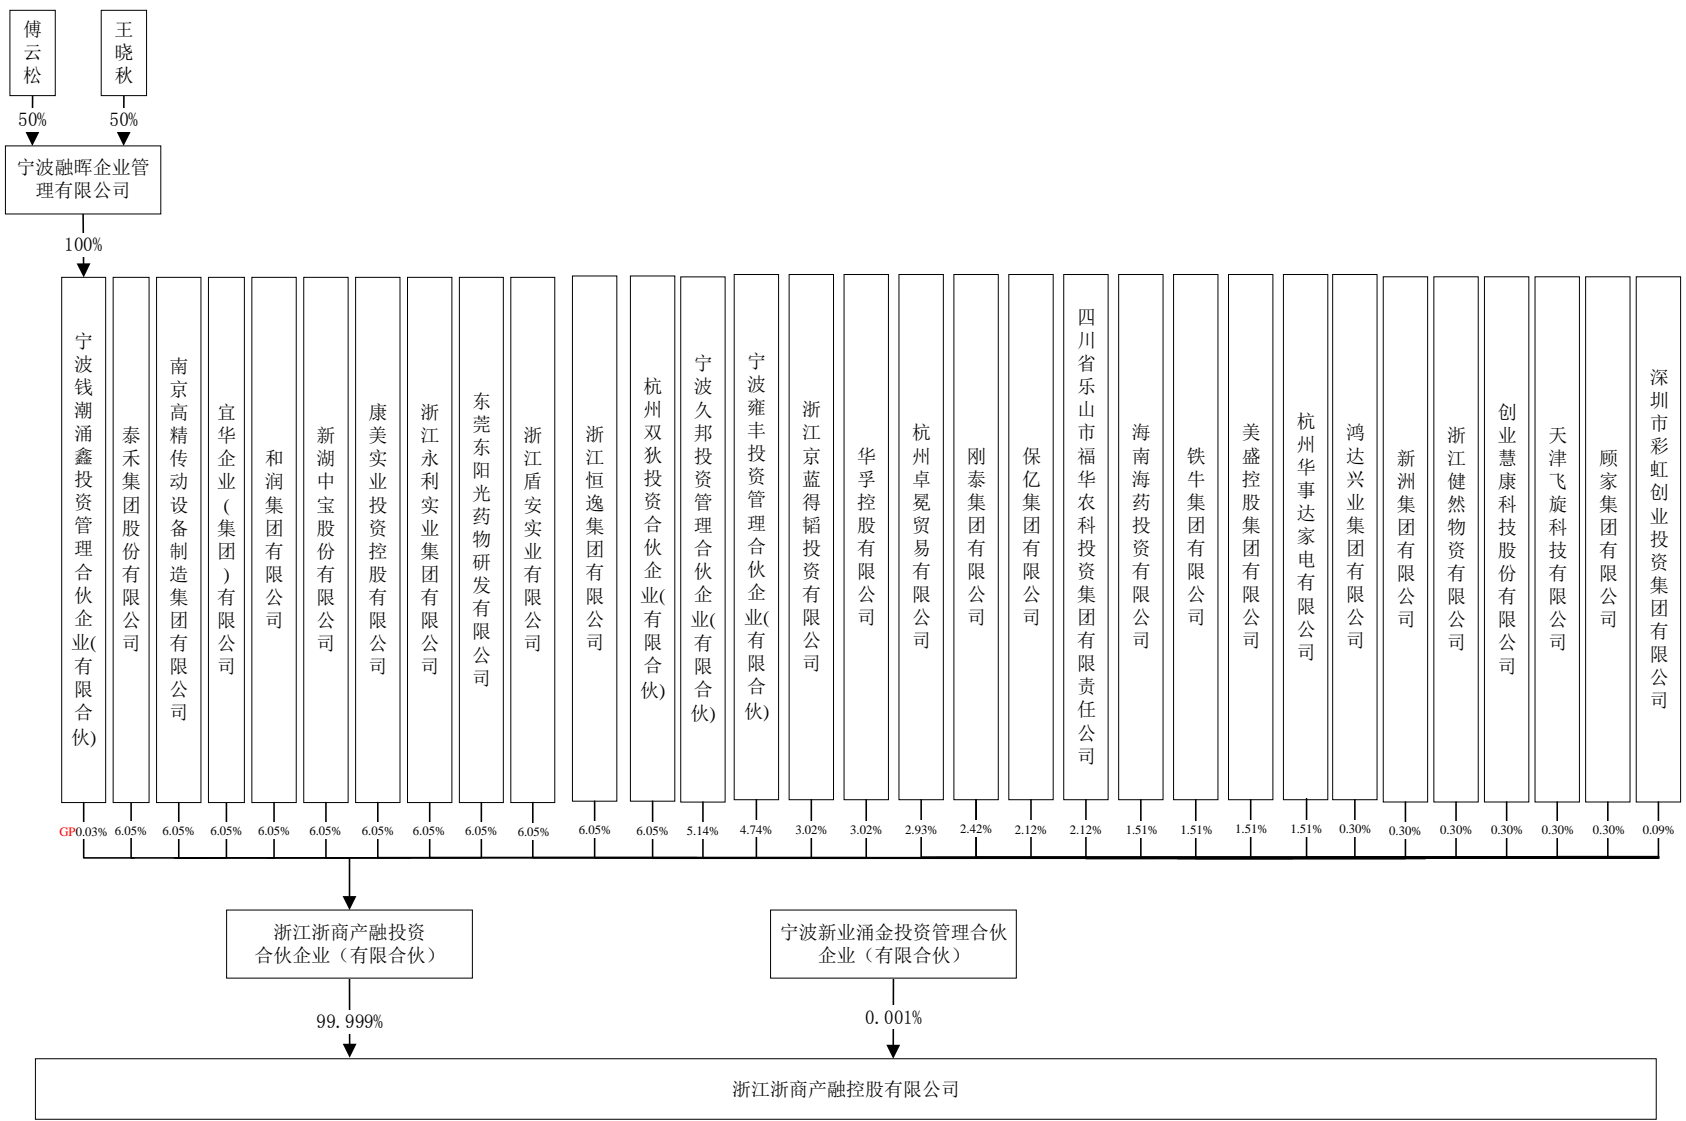 傅云松
王晓秋
50%
50%
宁波融晖企业管
理有限公司
100%
宁波钱潮涌鑫投资管理合伙企业(有限合伙)
泰禾集团股份有限公司
南京高精传动设备制造集团有限公司
宜华企业(集团)有限公司
和润集团有限公司
新湖中宝股份有限公司
康美实业投资控股有限公司
浙江永利实业集团有限公司
东莞东阳光药物研发有限公司
浙江盾安实业有限公司
浙江恒逸集团有限公司
杭州双狄投资合伙企业(有限合伙)
宁波久邦投资管理合伙企业(有限合伙)
宁波雍丰投资管理合伙企业(有限合伙)
浙江京蓝得韬投资有限公司
华孚控股有限公司
杭州卓冕贸易有限公司
刚泰集团有限公司
保亿集团有限公司
四川省乐山市福华农科投资集团有限责任公司
海南海药投资有限公司
铁牛集团有限公司
美盛控股集团有限公司
杭州华事达家电有限公司
鸿达兴业集团有限公司
新洲集团有限公司
浙江健然物资有限公司
创业慧康科技股份有限公司
天津飞旋科技有限公司
顾家集团有限公司
深圳市彩虹创业投资集团有限公司
GP0.03%
6.05%
6.05%
6.05%
6.05%
6.05%
6.05%
6.05%
6.05%
6.05%
6.05%
6.05%
5.14%
4.74%
3.02%
3.02%
2.93%
2.42%
2.12%
2.12%
1.51%
1.51%
1.51%
1.51%
0.30%
0.30%
0.30%
0.30%
0.30%
0.30%
0.09%
浙江浙商产融投资
合伙企业（有限合伙）
宁波新业涌金投资管理合伙
企业（有限合伙）
99.999%
0.001%
浙江浙商产融控股有限公司